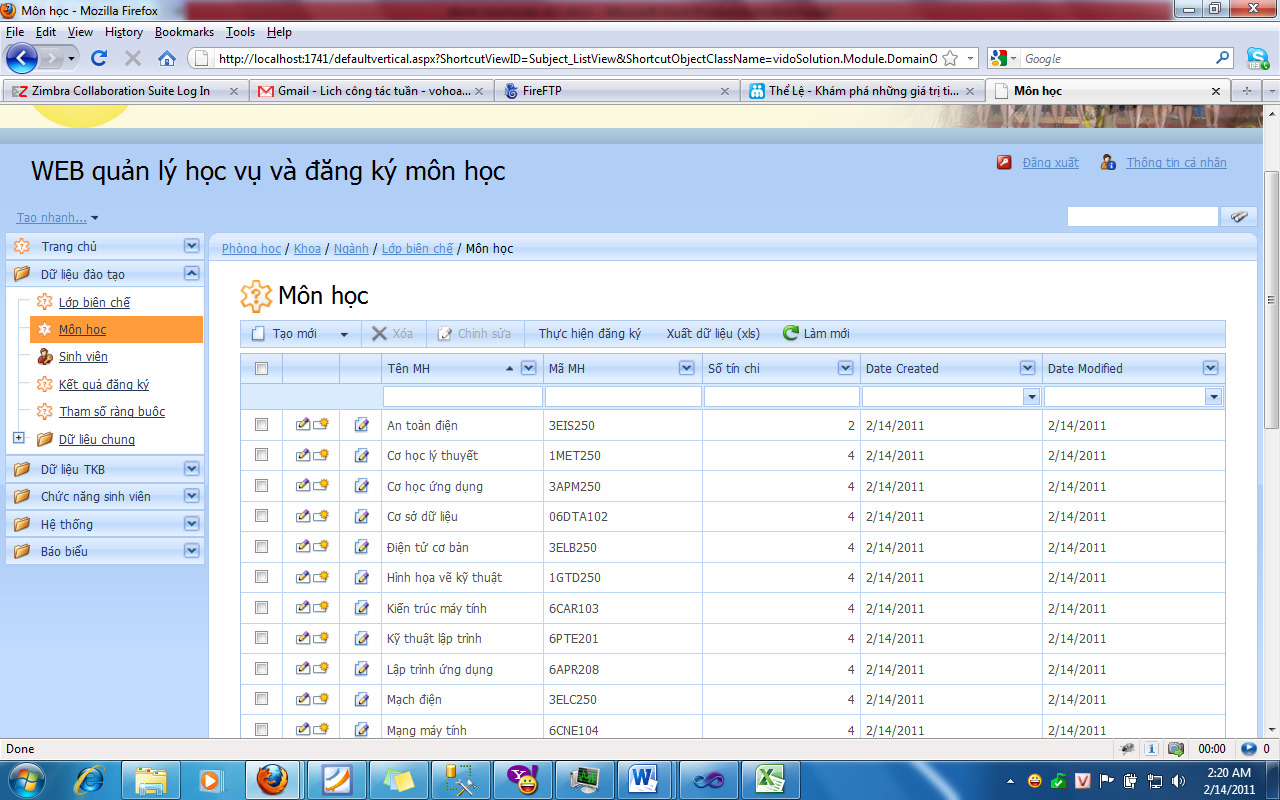 Môn học - Mozilla Firefox
File Edit View History Bookmarks Tools Help
http://localhost:1741/defaultvertical.aspx?ShortcutViewID=Subject_ListView&ShortcutObjectClassName=vidoSolution.Module.DomainO
Google
Zimbra Collaboration Suite Log In
Gmail - Lich công tác tuần - vohoa...
FireFTP
Thể Lệ - Khám phá những giá trị ti...
Môn học
WEB quản lý học vụ và đăng ký môn học
Đăng xuất
Thông tin cá nhân
Tạo nhanh...
Trang chủ
Dữ liệu đào tạo
Lớp biên chế
Môn học
Sinh viên
Kết quả đăng ký
Tham số ràng buộc
Dữ liệu chung
Dữ liệu TKB
Chức năng sinh viên
Hệ thống
Báo biểu
Phòng học / Khoa / Ngành / Lớp biên chế / Môn học
Môn học
Tạo mới Xóa Chỉnh sửa Thực hiện đăng ký Xuất dữ liệu (xls) Làm mới
Tên MH Mã MH Số tín chỉ Date Created Date Modified
An toàn điện 3EIS250 2 2/14/2011 2/14/2011
Cơ học lý thuyết 1MET250 4 2/14/2011 2/14/2011
Cơ học ứng dụng 3APM250 4 2/14/2011 2/14/2011
Cơ sở dữ liệu 06DTA102 4 2/14/2011 2/14/2011
Điện tử cơ bản 3ELB250 4 2/14/2011 2/14/2011
Hình họa vẽ kỹ thuật 1GTD250 4 2/14/2011 2/14/2011
Kiến trúc máy tính 6CAR103 4 2/14/2011 2/14/2011
Kỹ thuật lập trình 6PTE201 4 2/14/2011 2/14/2011
Lập trình ứng dụng 6APR208 4 2/14/2011 2/14/2011
Mạch điện 3ELC250 4 2/14/2011 2/14/2011
Mạng máy tính 6CNE104 4 2/14/2011 2/14/2011
Done
00:00
0
2:20 AM
2/14/2011